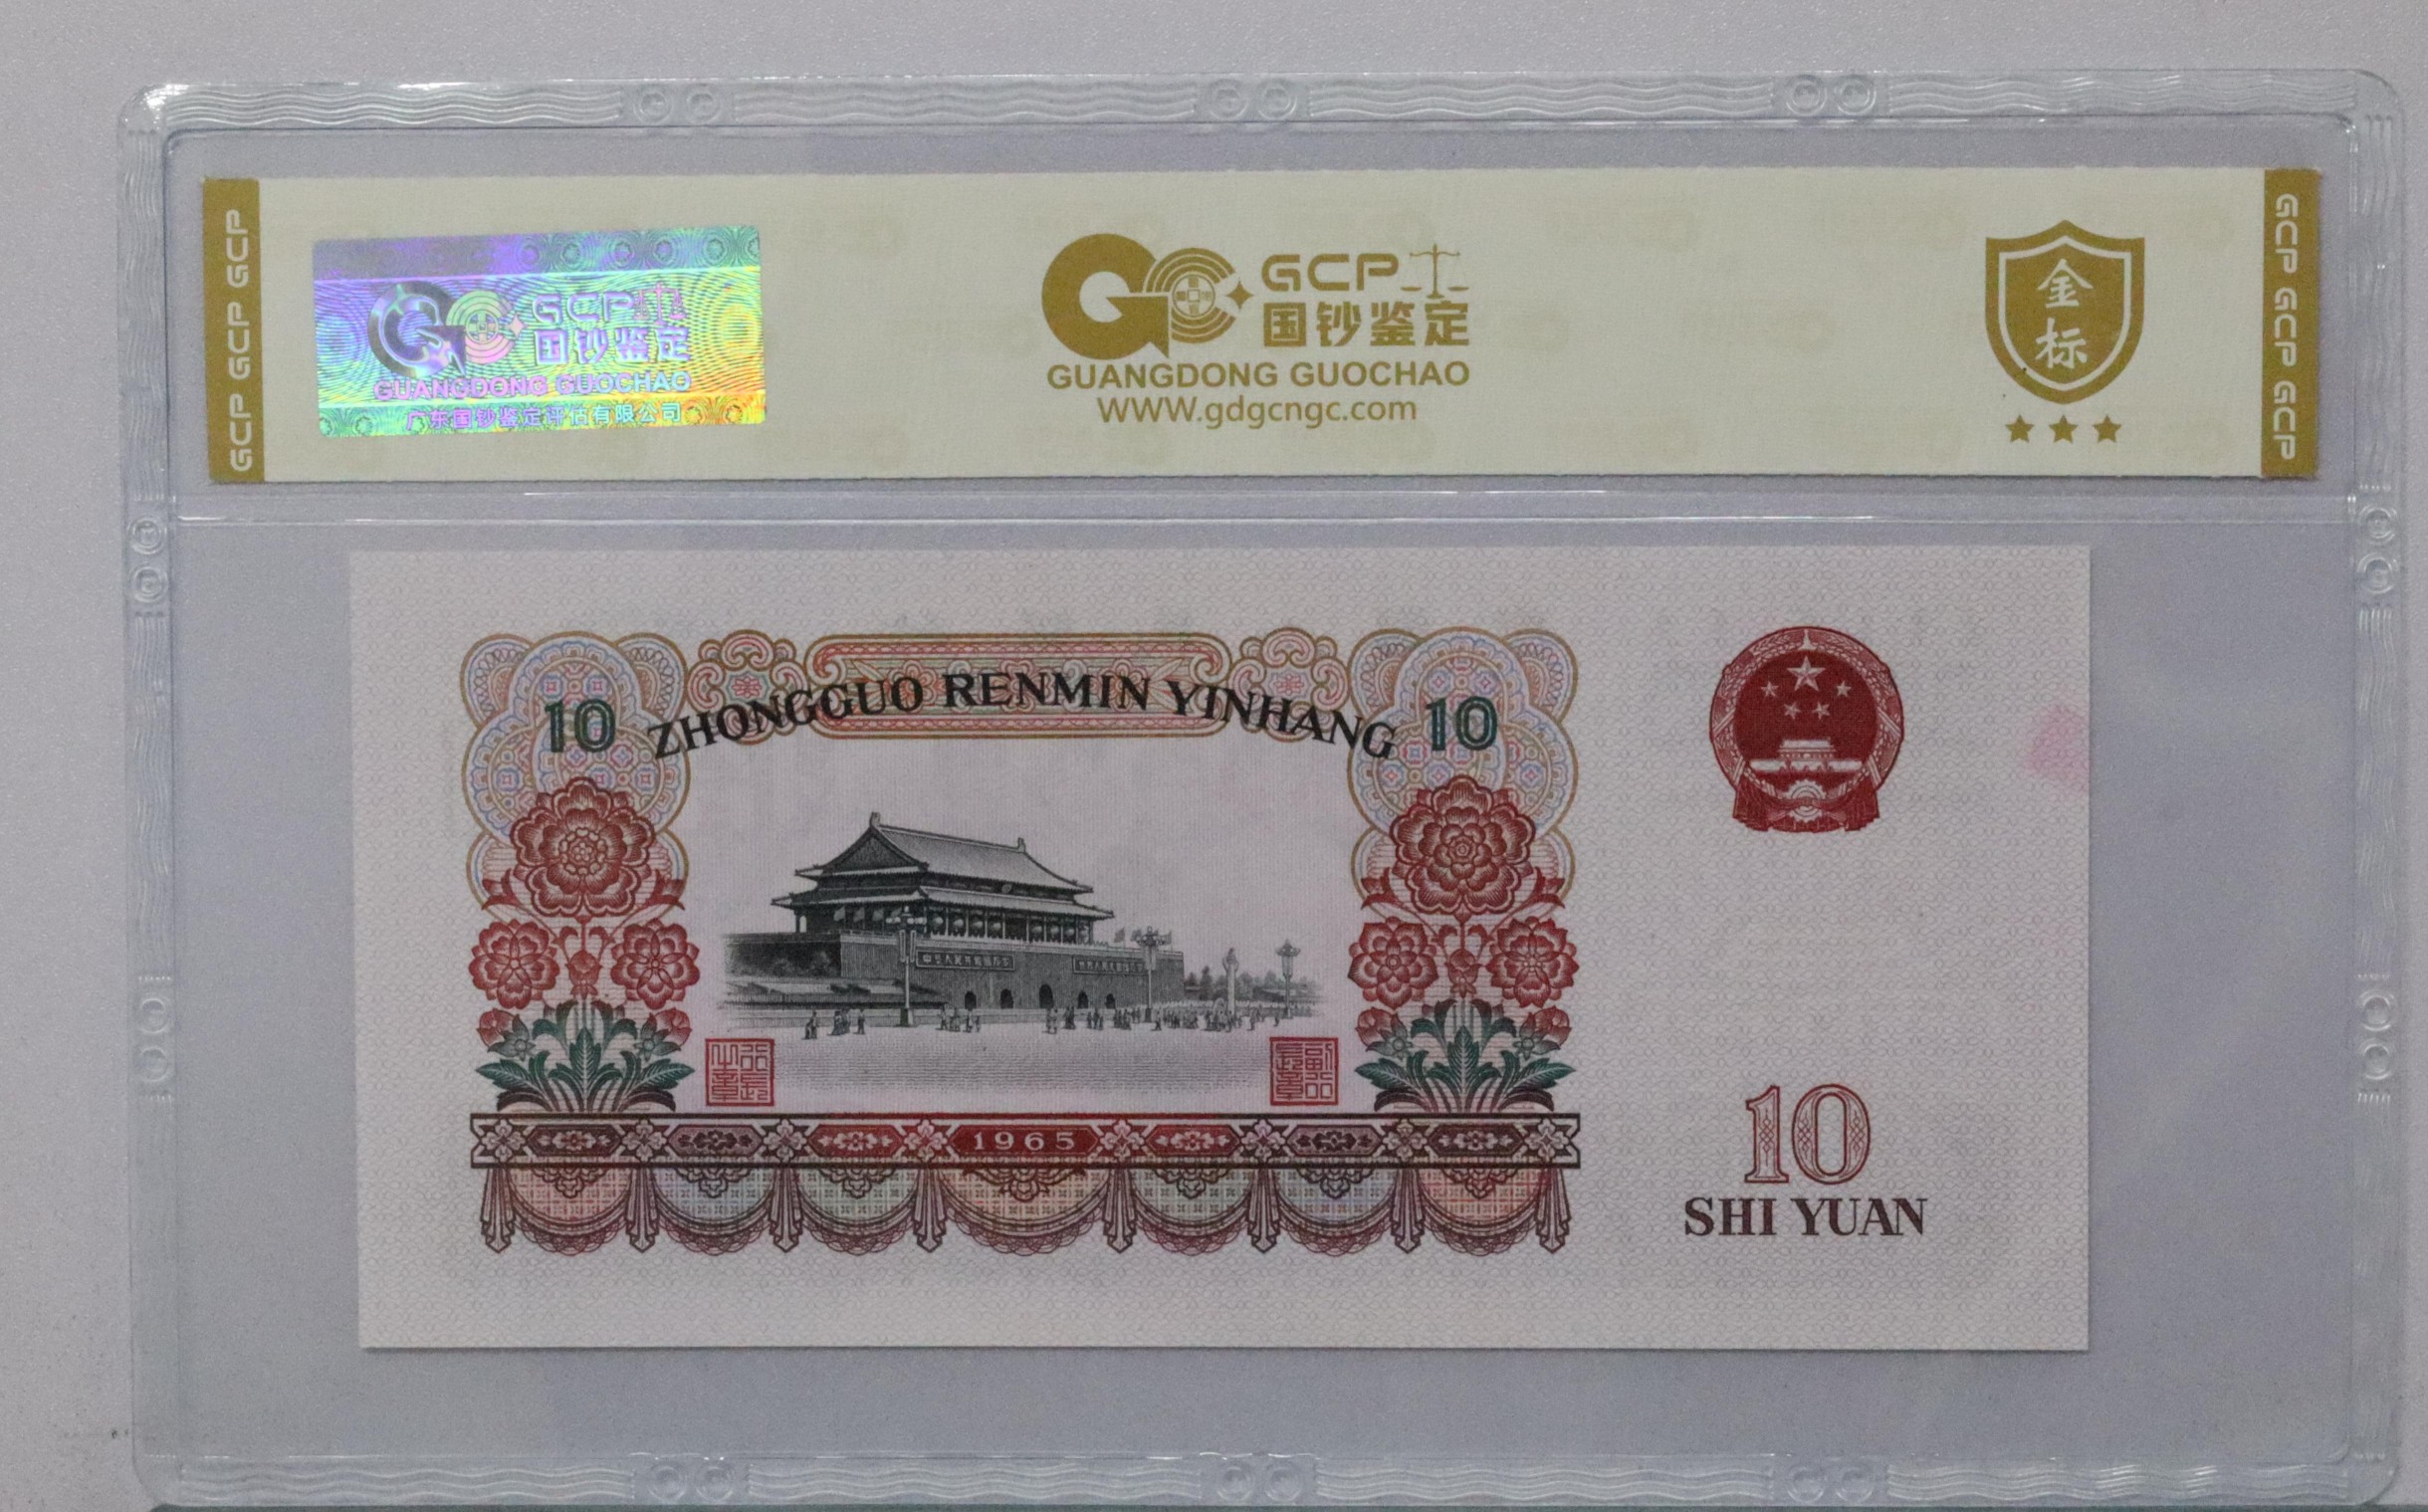 GCP GCP GCP
GCP
国钞鉴定
GUANGDONG GUOCHAO
广东国钞鉴定评估有限公司
GCP
国钞鉴定
GUANGDONG GUOCHAO
WWW.gdgcngc.com
金
标
GCP GCP GCP
10 ZHONGGUO RENMIN YINHANG 10
1965
10
SHI YUAN